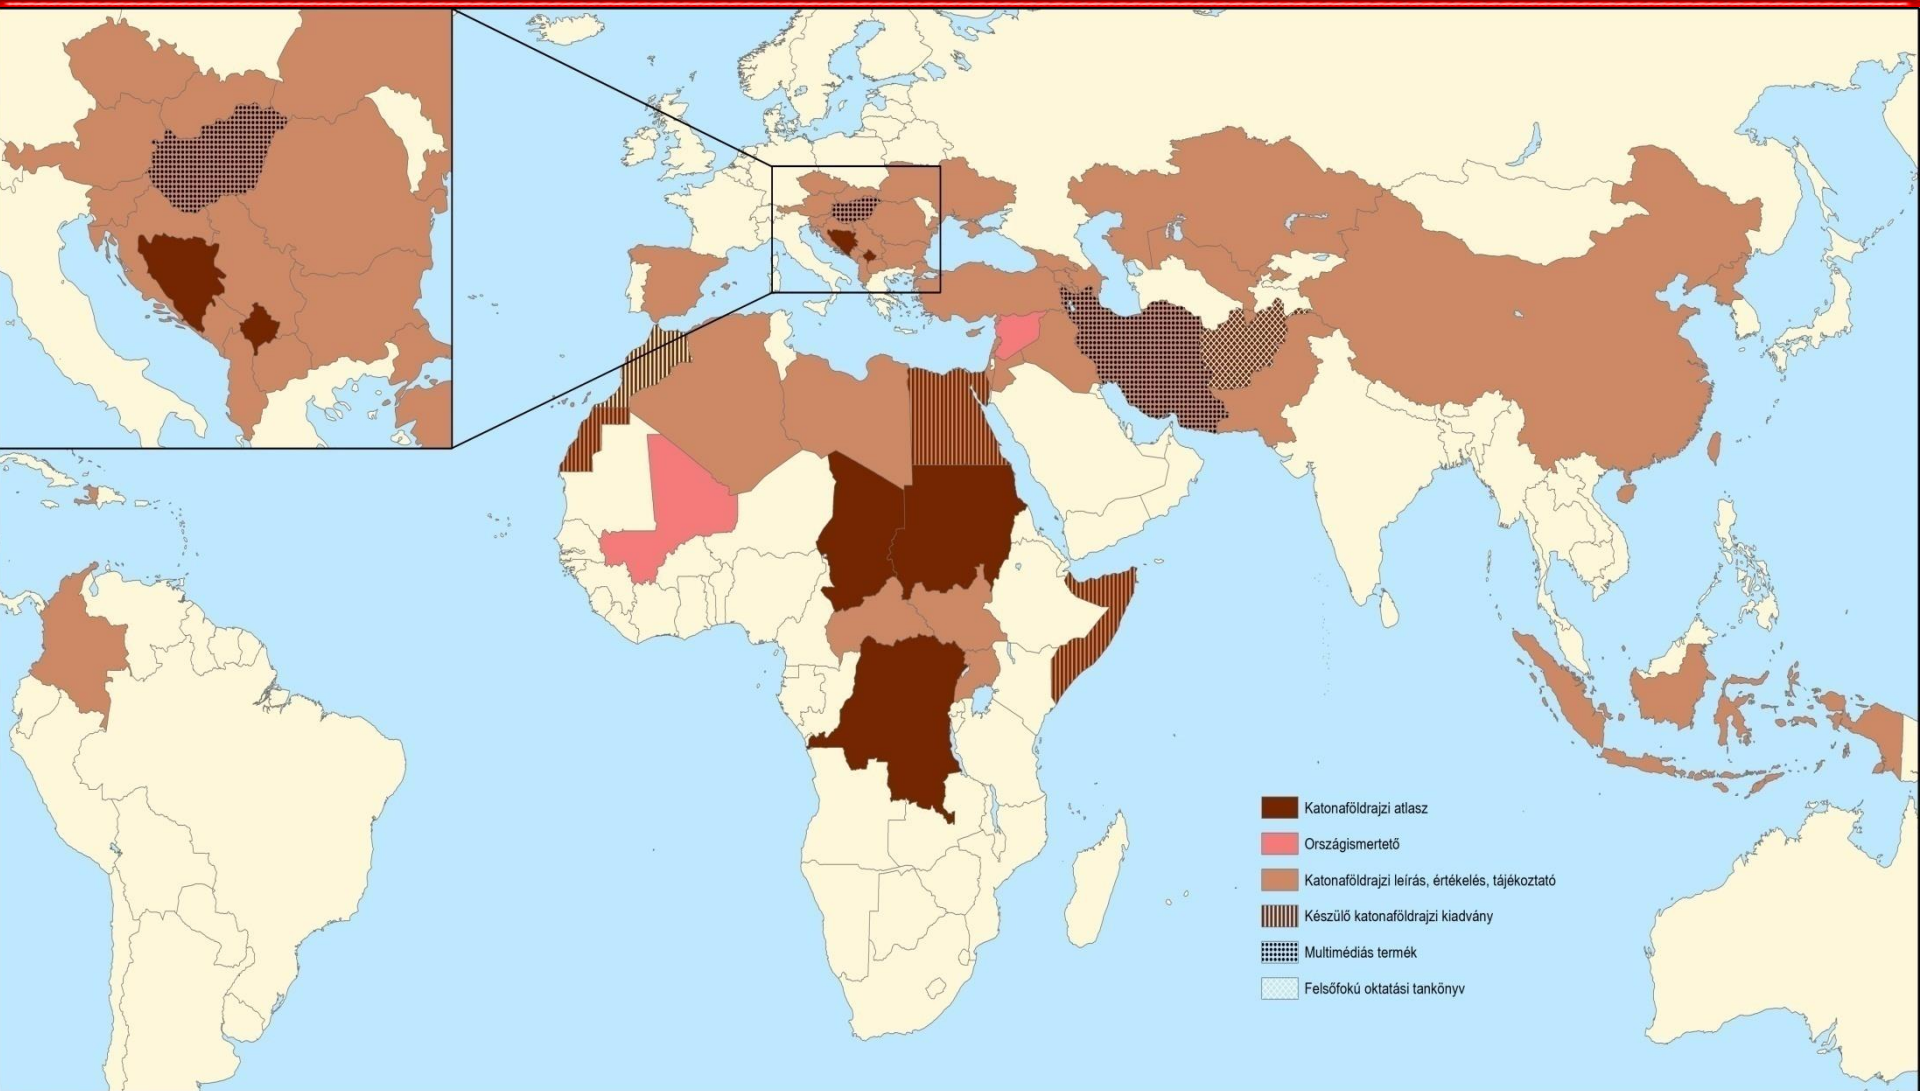 Katonaföldrajzi atlasz
Országismertető
Katonaföldrajzi leírás, értékelés, tájékoztató
Készülő katonaföldrajzi kiadvány
Multimédiás termék
Felsőfokú oktatási tankönyv